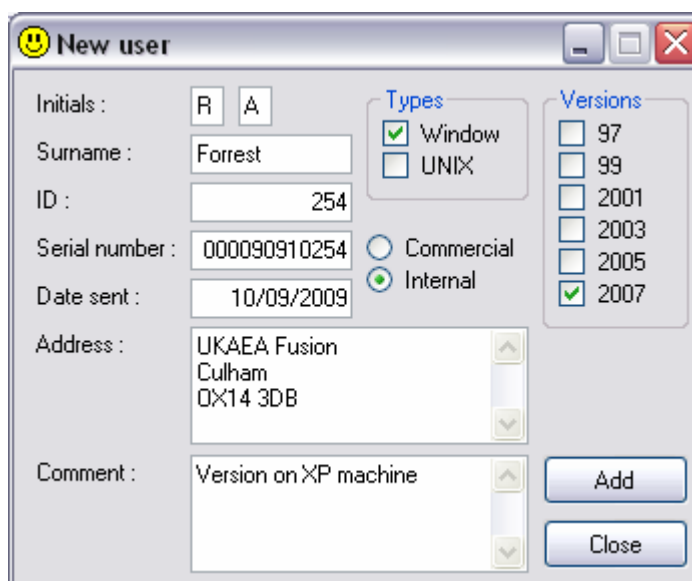 New user
Initials : R A
Surname : Forrest
ID : 254
Serial number : 000090910254
Date sent : 10/09/2009
Types
Window
UNIX
Commercial
Internal
Versions
97
99
2001
2003
2005
2007
Address : UKAEA Fusion
Culham
OX14 3DB
Comment : Version on XP machine
Add
Close